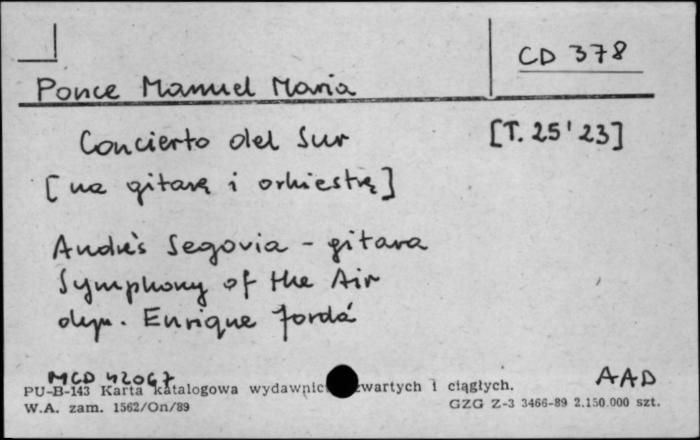 CD 378
Ponce Manuel Maria
Concierto del Sur [T. 25'23]
[na gitarę i orkiestrę]
Andrés Segovia - gitara
Symphony of the Air
dyr. Enrique Jordá
MCD 42067 AAD
PU-B-143 Karta katalogowa wydawnic zwartych i ciągłych.
W.A. zam. 1562/On/89 GZG Z-3 3466-89 2.150.000 szt.